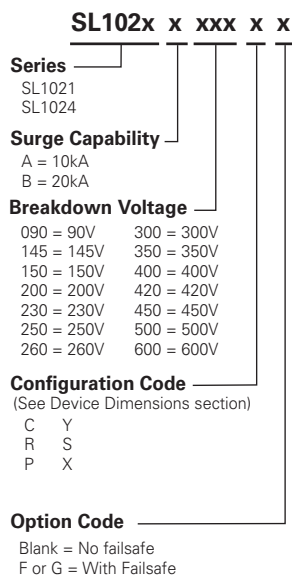 SL102x x xxx x x
Series
SL1021
SL1024
Surge Capability
A = 10kA
B = 20kA
Breakdown Voltage
090 = 90V 300 = 300V
145 = 145V 350 = 350V
150 = 150V 400 = 400V
200 = 200V 420 = 420V
230 = 230V 450 = 450V
250 = 250V 500 = 500V
260 = 260V 600 = 600V
Configuration Code
(See Device Dimensions section)
C Y
R S
P X
Option Code
Blank = No failsafe
F or G = With Failsafe